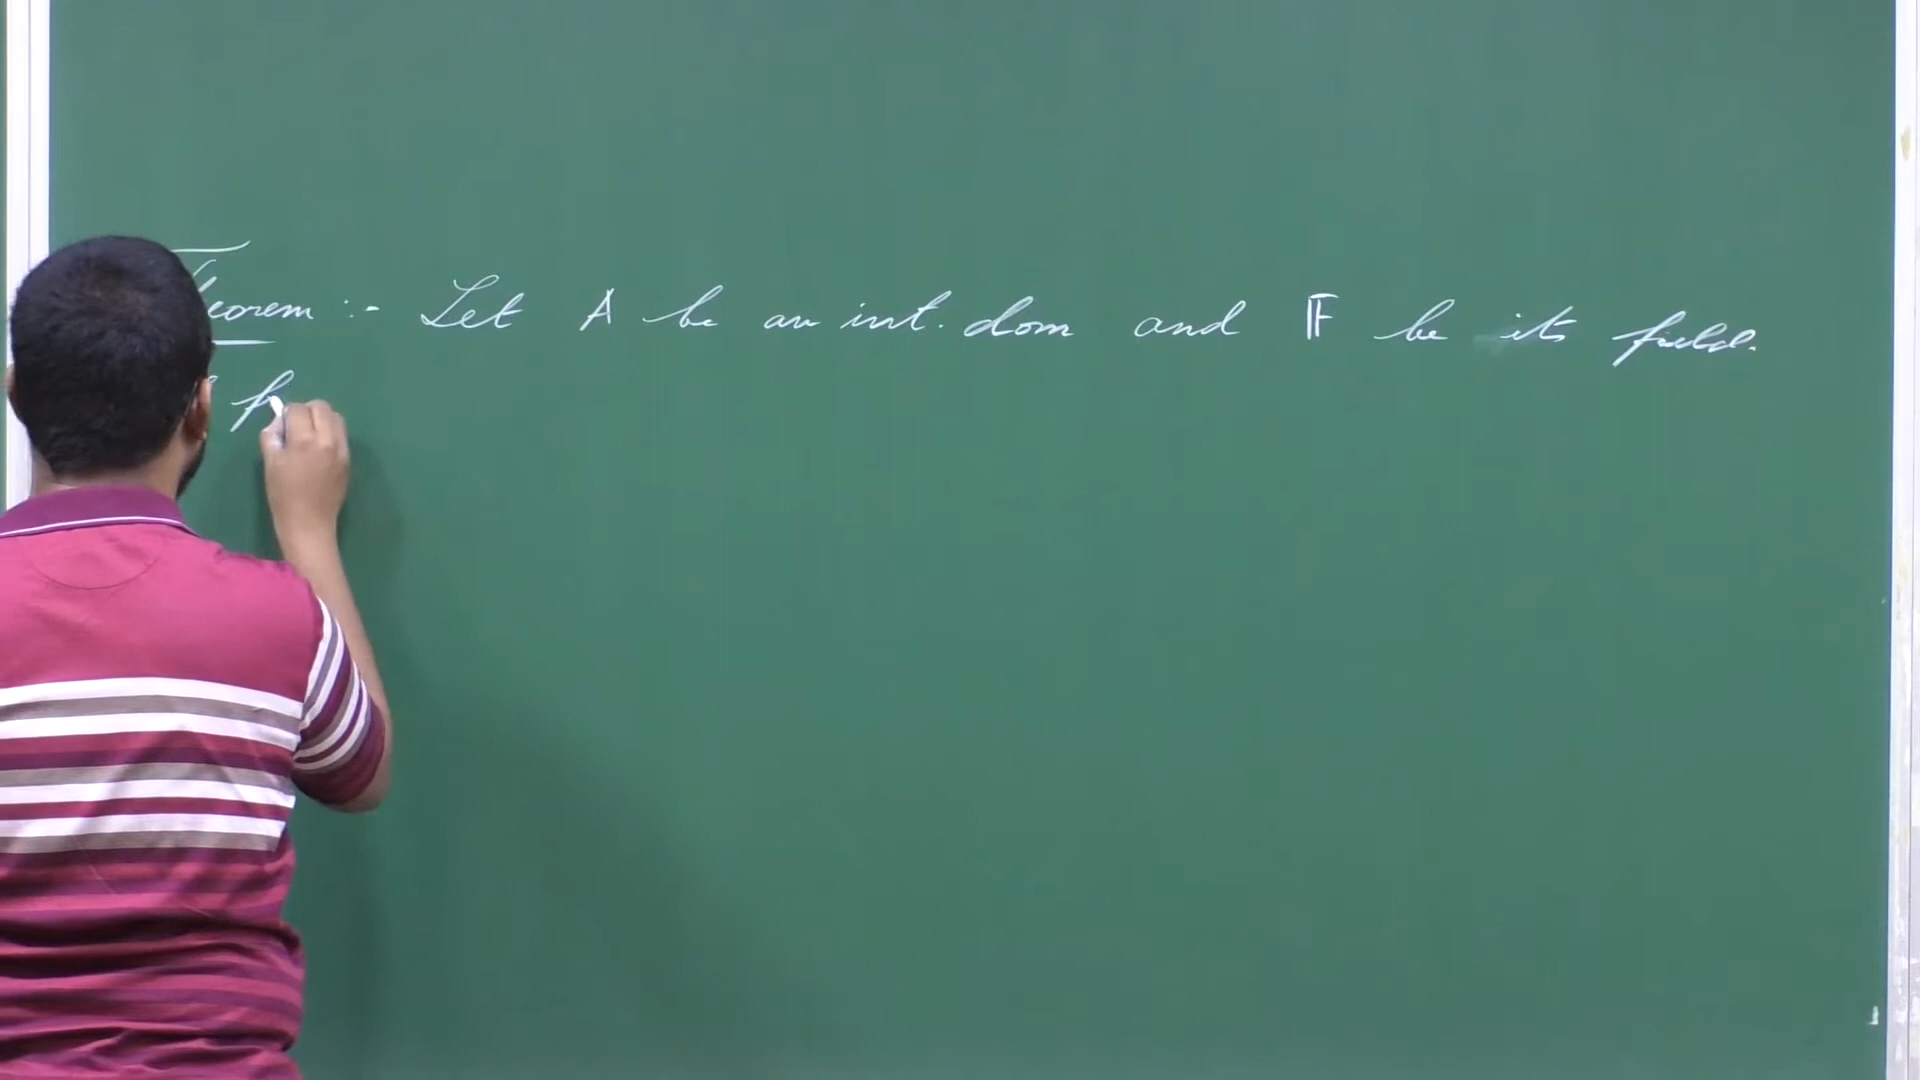 Theorem :- Let A be an int. dom and 𝔽 be its field.